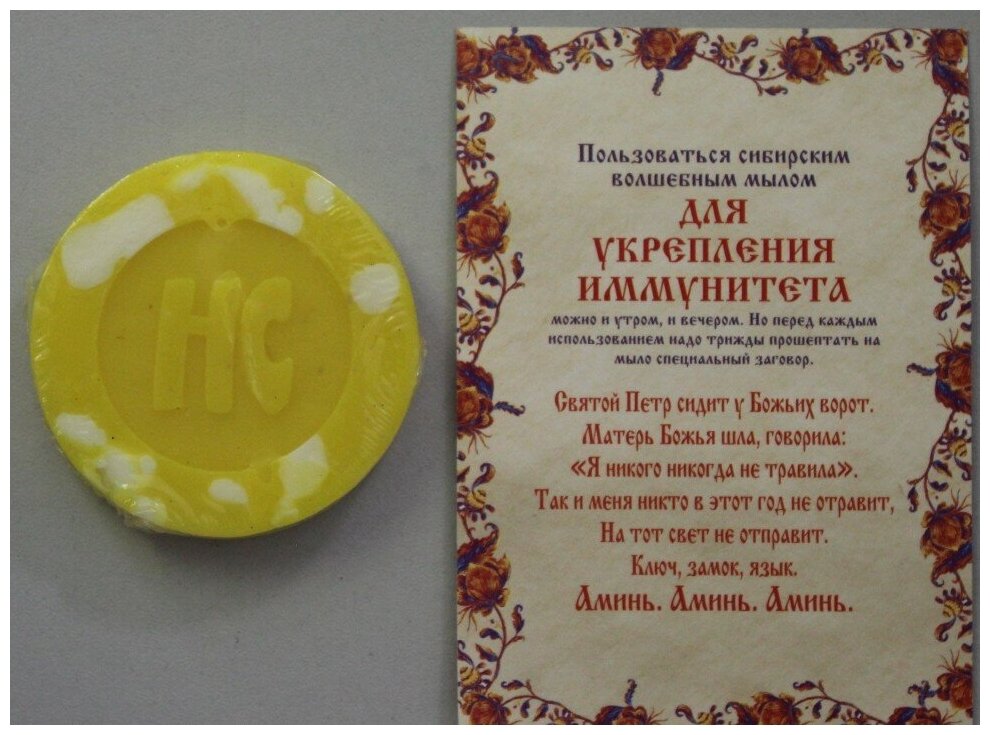 НС
Пользоваться сибирским
волшебным мылом
для
укрепления
иммунитета
можно и утром, и вечером. Но перед каждым
использованием надо трижды прошептать на
мыло специальный заговор.
Святой Петр сидит у Божьих ворот.
Матерь Божья шла, говорила:
«Я никого никогда не травила».
Так и меня никто в этот год не отравит,
На тот свет не отправит.
Ключ, замок, язык.
Аминь. Аминь. Аминь.